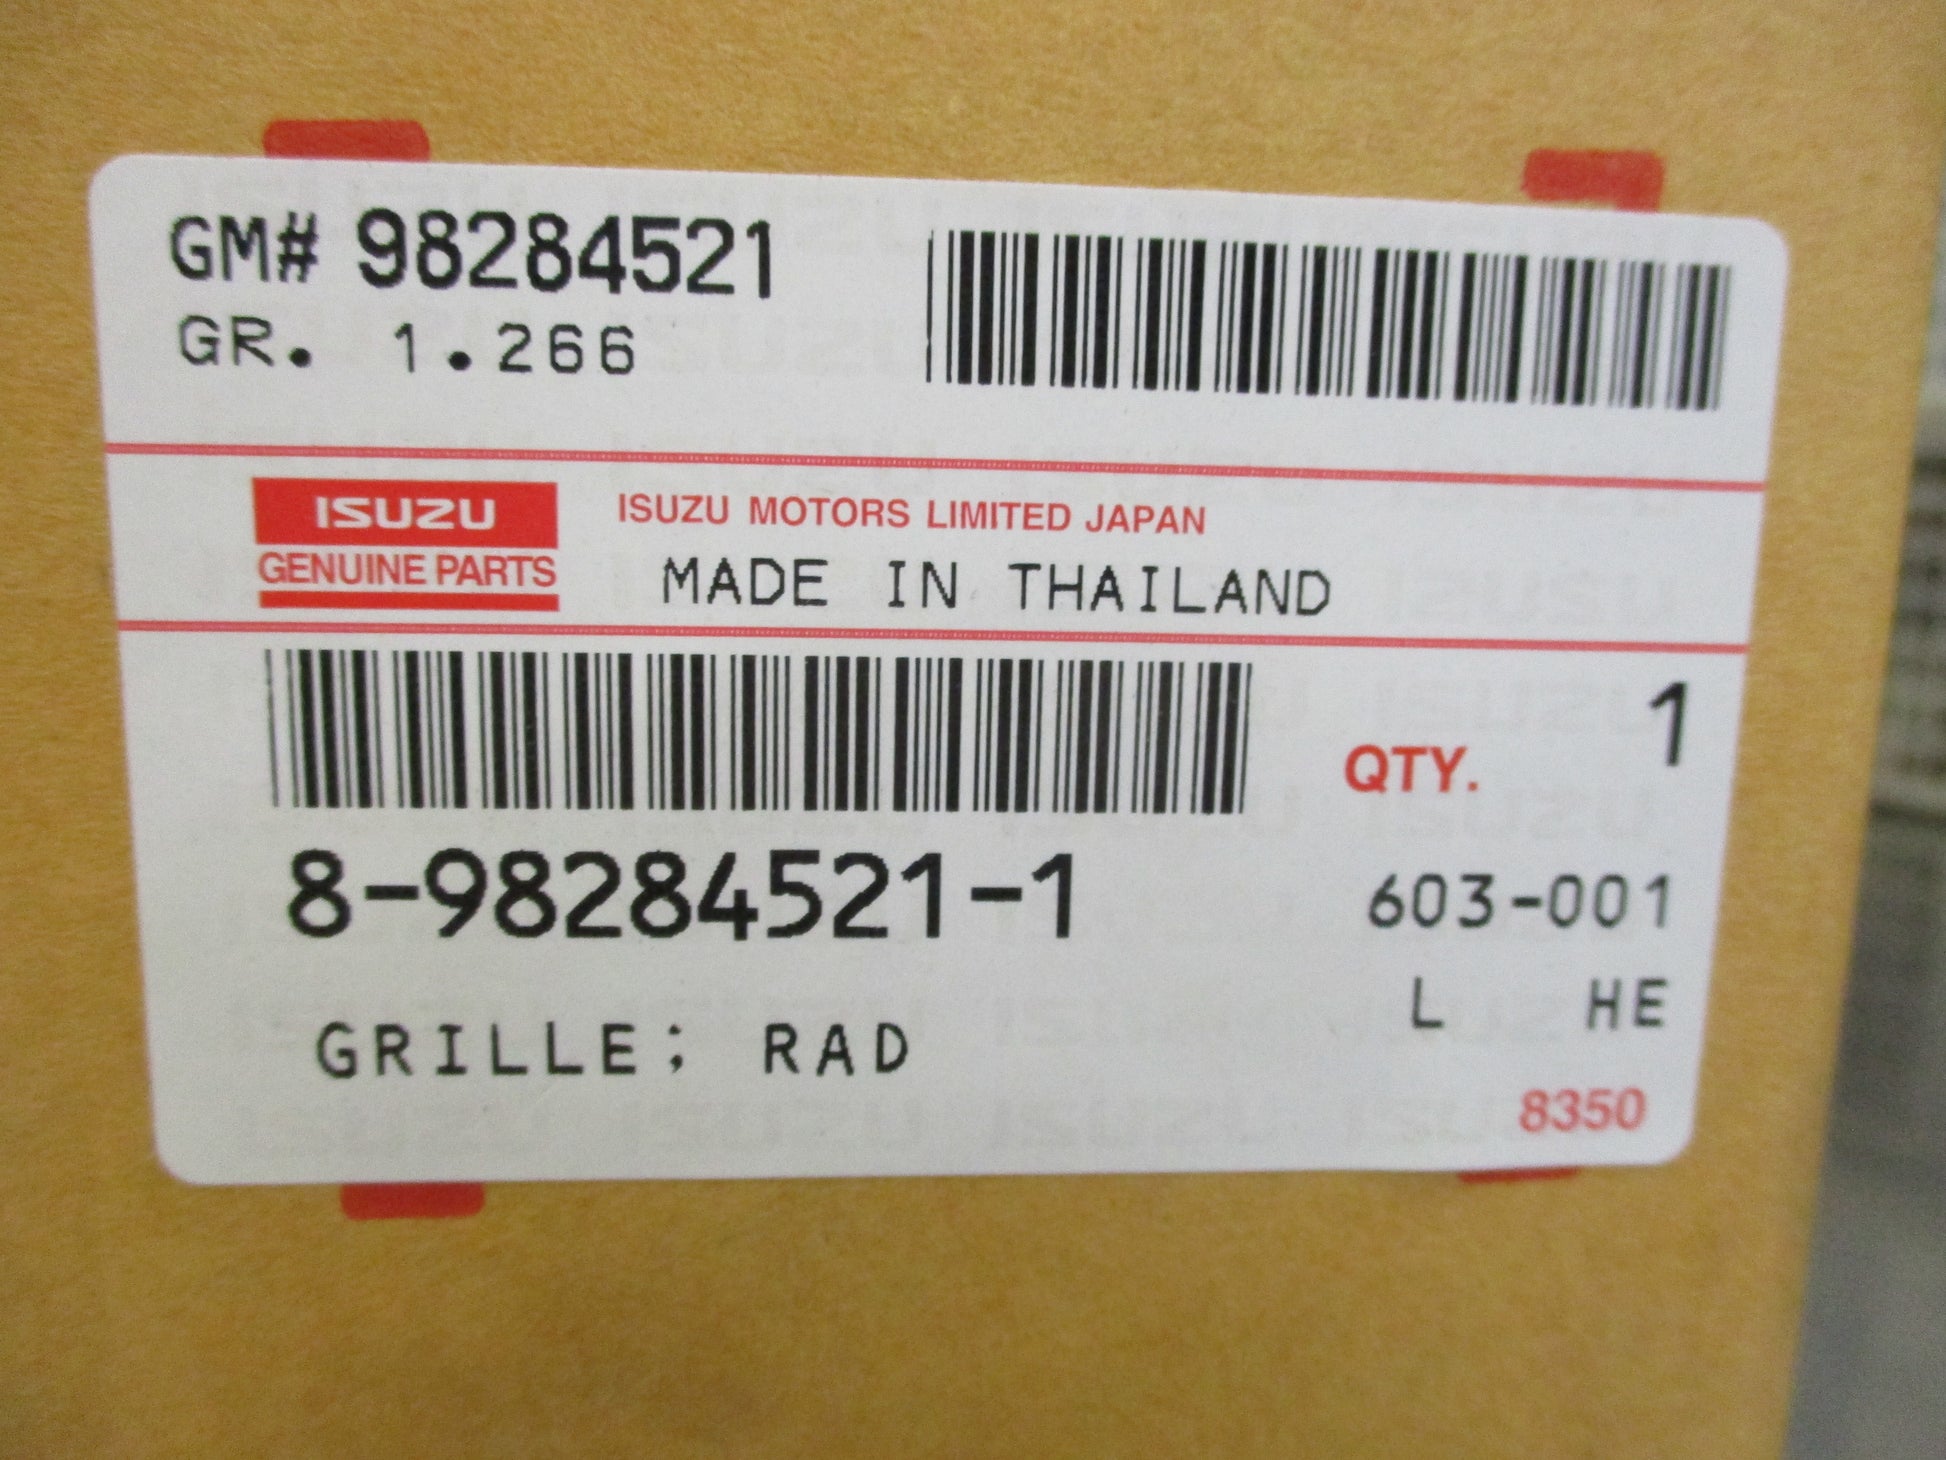 GM# 98284521
GR. 1.266
ISUZU
GENUINE PARTS
ISUZU MOTORS LIMITED JAPAN
MADE IN THAILAND
QTY. 1
8-98284521-1
603-001
GRILLE; RAD
L HE
8350